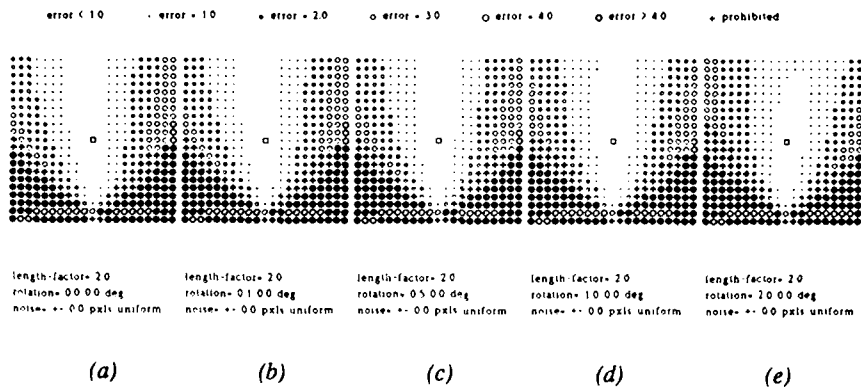 error < 1.0 · error = 1.0 • error = 2.0 o error = 3.0 o error = 4.0 o error > 4.0 + prohibited
length-factor= 2.0 length-factor= 2.0 length-factor= 2.0 length-factor= 2.0 length-factor= 2.0
rotation= 00.00 deg rotation= 01.00 deg rotation= 05.00 deg rotation= 10.00 deg rotation= 20.00 deg
noise= +- 0.0 pxls uniform noise= +- 0.0 pxls uniform noise= +- 0.0 pxls uniform noise= +- 0.0 pxls uniform noise= +- 0.0 pxls uniform
(a) (b) (c) (d) (e)